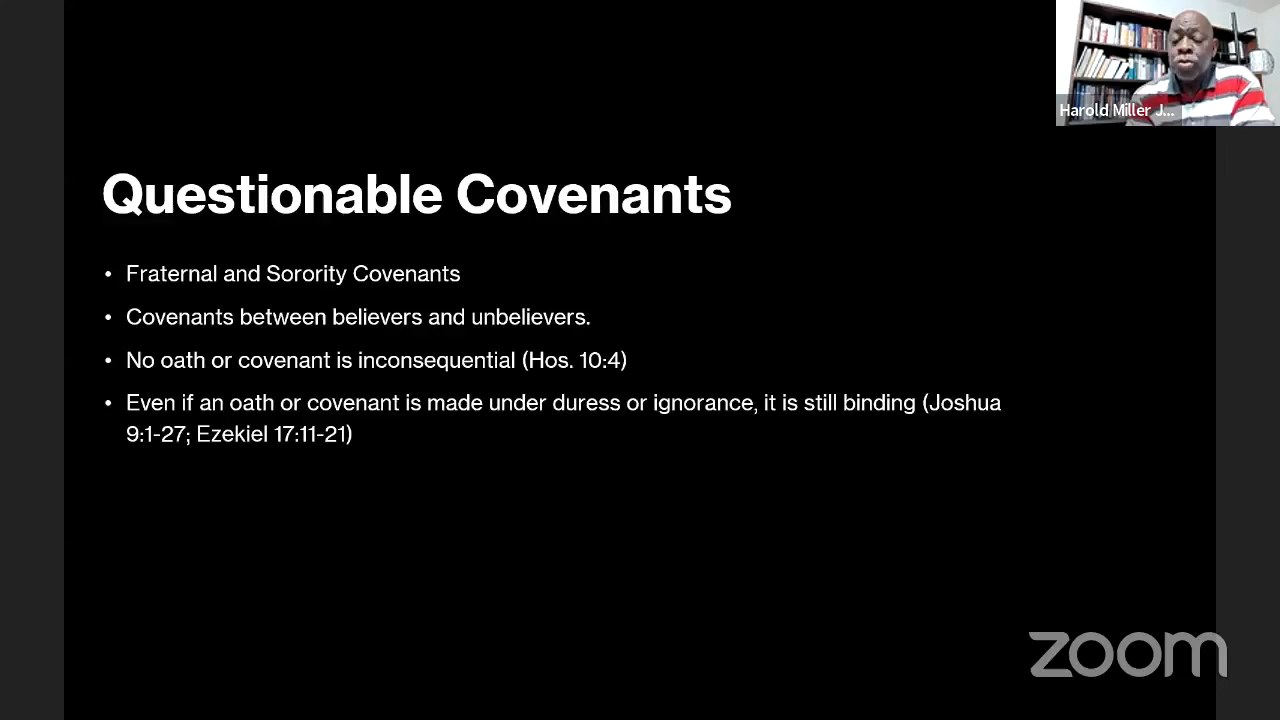 Harold Miller J...
Questionable Covenants
• Fraternal and Sorority Covenants
• Covenants between believers and unbelievers.
• No oath or covenant is inconsequential (Hos. 10:4)
• Even if an oath or covenant is made under duress or ignorance, it is still binding (Joshua
9:1-27; Ezekiel 17:11-21)
zoom